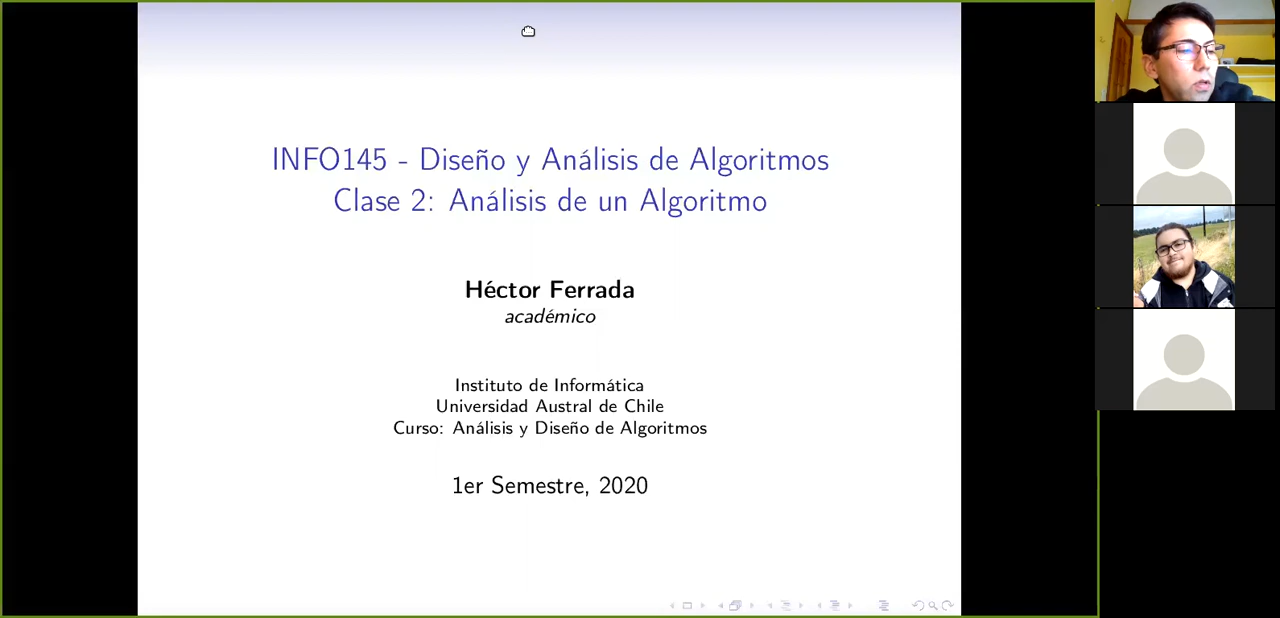 INFO145 - Diseño y Análisis de Algoritmos
Clase 2: Análisis de un Algoritmo
Héctor Ferrada
académico
Instituto de Informática
Universidad Austral de Chile
Curso: Análisis y Diseño de Algoritmos
1er Semestre, 2020